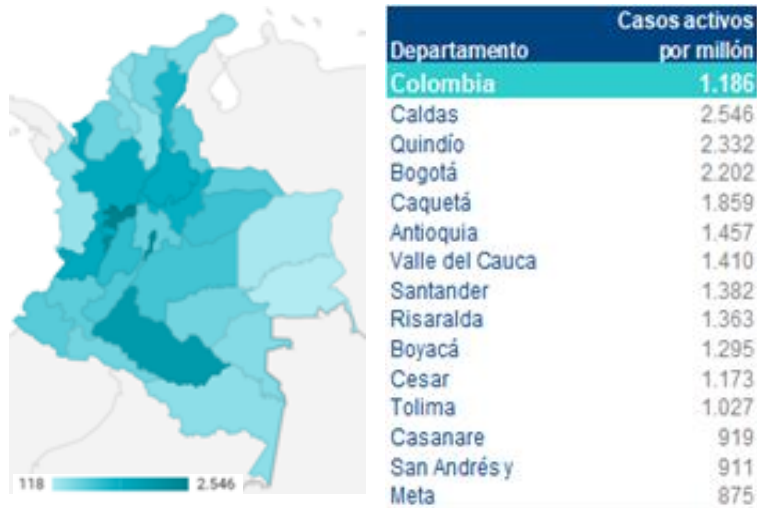 Casos activos
Departamento por millón
Colombia 1.186
Caldas 2.546
Quindío 2.332
Bogotá 2.202
Caquetá 1.859
Antioquia 1.457
Valle del Cauca 1.410
Santander 1.382
Risaralda 1.363
Boyacá 1.295
Cesar 1.173
Tolima 1.027
Casanare 919
San Andrés y 911
Meta 875
118 2.546